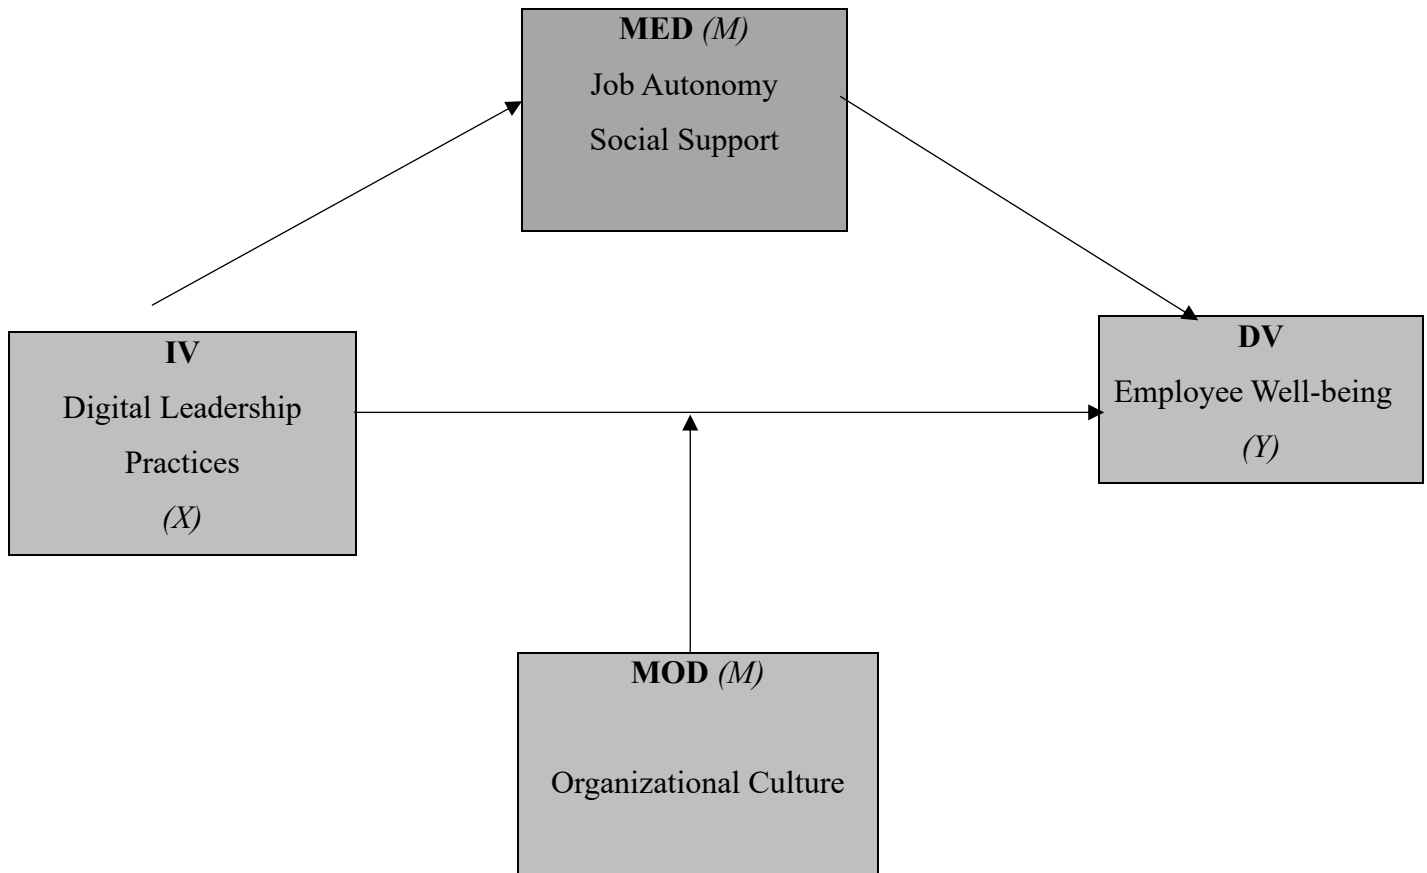 MED (M)
Job Autonomy
Social Support
IV
Digital Leadership
Practices
(X)
DV
Employee Well-being
(Y)
MOD (M)
Organizational Culture